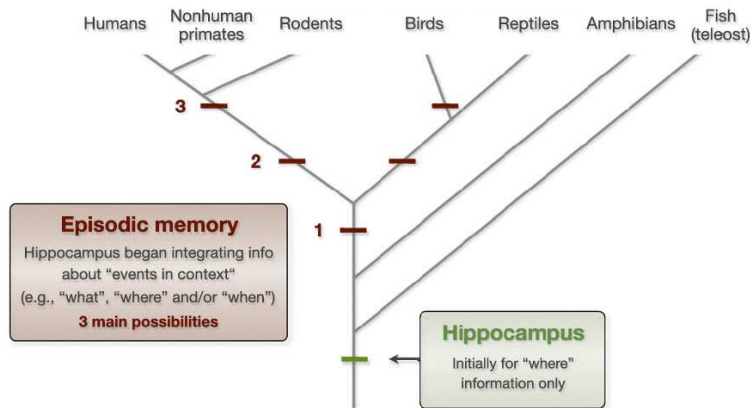 Humans
Nonhuman
primates
Rodents
Birds
Reptiles
Amphibians
Fish
(teleost)
3
2
1
Episodic memory
Hippocampus began integrating info
about "events in context"
(e.g., "what", "where" and/or "when")
3 main possibilities
Hippocampus
Initially for "where"
information only